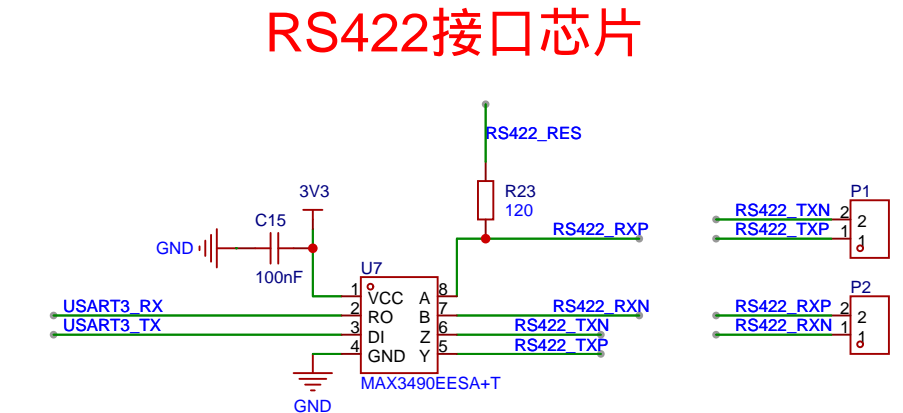 RS422接口芯片
RS422_RES
3V3
R23
120
P1
C15
RS422_RXP
RS422_TXN 2 2
RS422_TXP 1 1
GND
100nF
U7
P2
1 VCC A 8
USART3_RX 2 RO B 7 RS422_RXN
USART3_TX 3 DI Z 6 RS422_TXN
4 GND Y 5 RS422_TXP
RS422_RXP 2 2
RS422_RXN 1 1
MAX3490EESA+T
GND